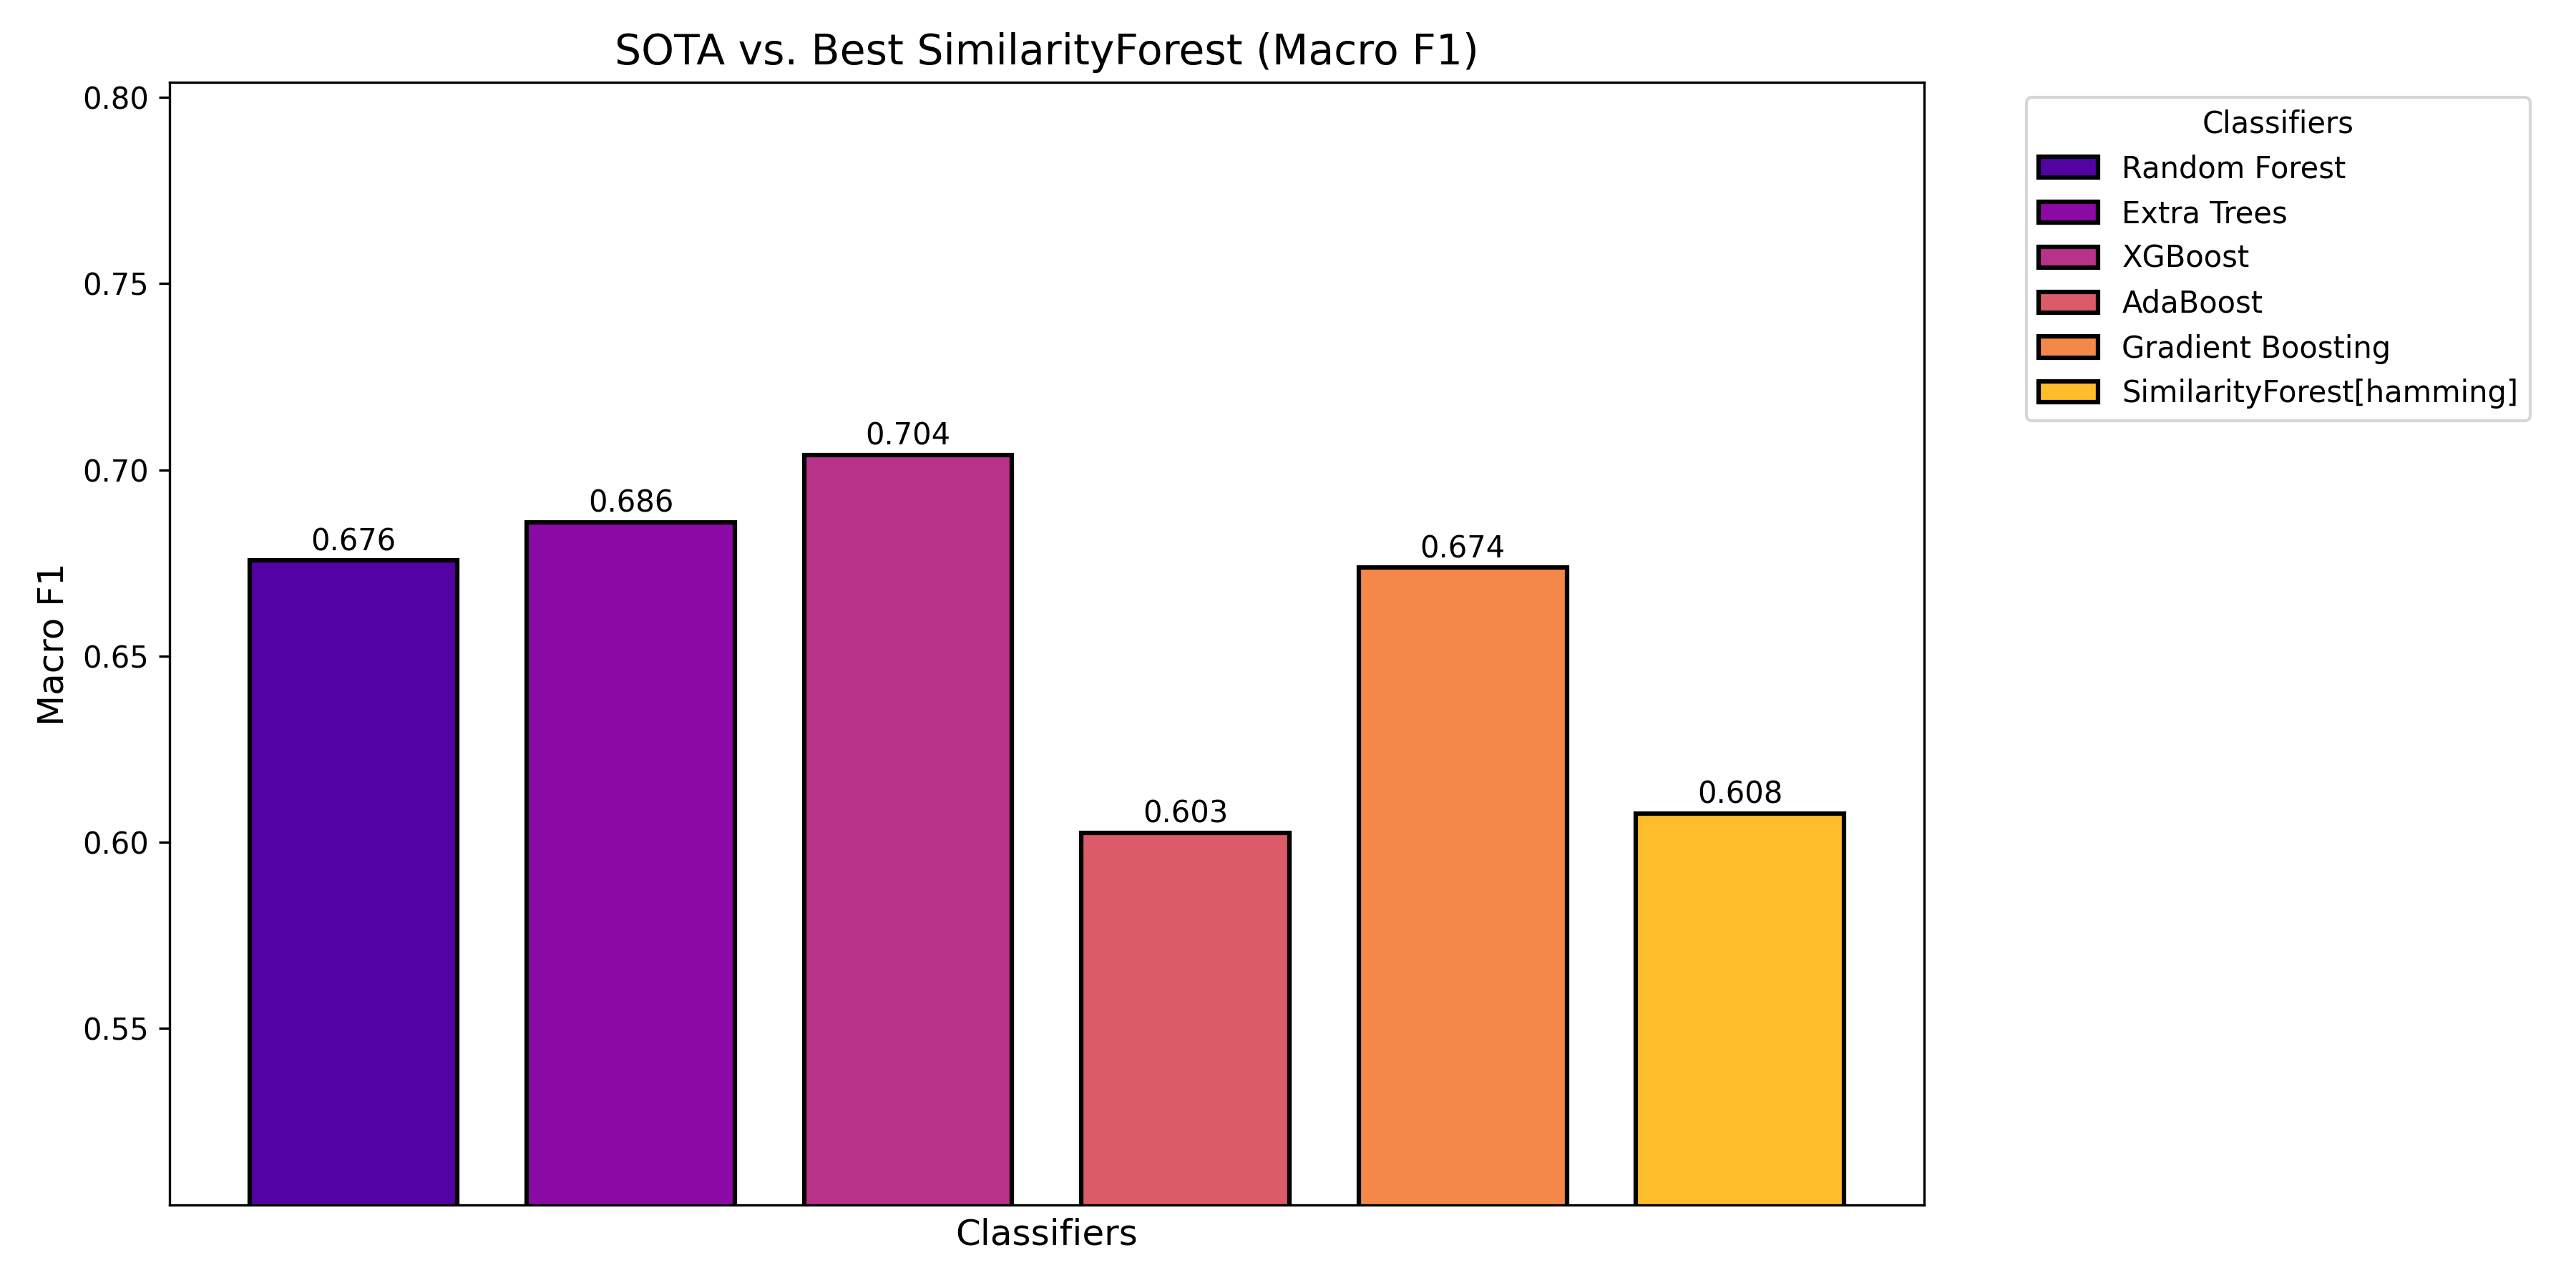 SOTA vs. Best SimilarityForest (Macro F1)
0.80
0.75
0.70
0.65
0.60
0.55
Macro F1
0.676
0.686
0.704
0.603
0.674
0.608
Classifiers
Classifiers
Random Forest
Extra Trees
XGBoost
AdaBoost
Gradient Boosting
SimilarityForest[hamming]